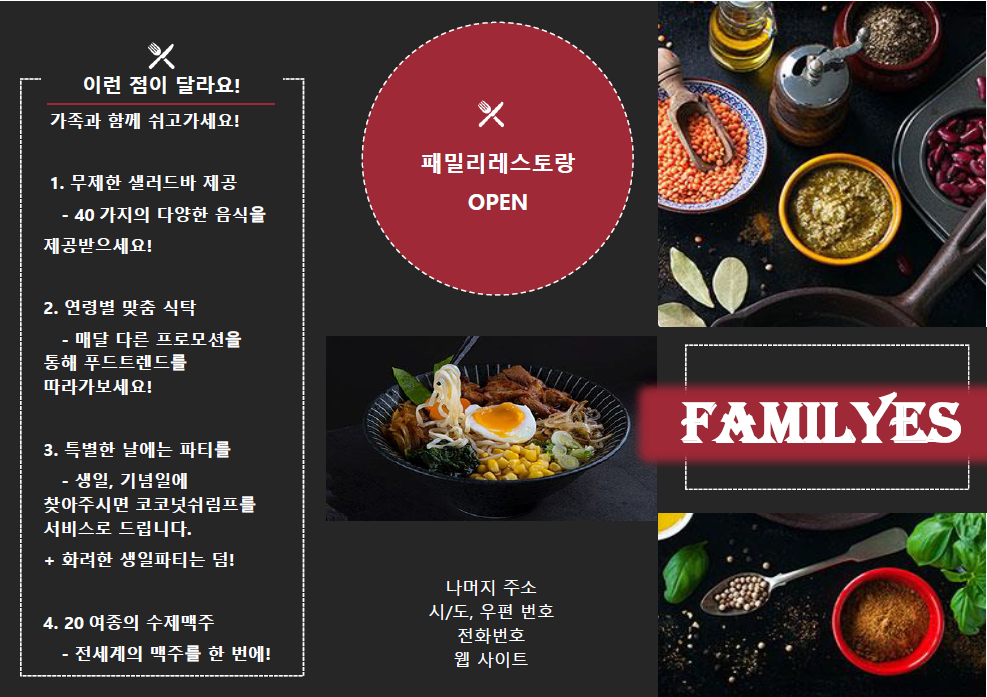 이런 점이 달라요!
가족과 함께 쉬고가세요!
1. 무제한 샐러드바 제공
- 40 가지의 다양한 음식을
제공받으세요!
2. 연령별 맞춤 식탁
- 매달 다른 프로모션을
통해 푸드트렌드를
따라가보세요!
3. 특별한 날에는 파티를
- 생일, 기념일에
찾아주시면 코코넛쉬림프를
서비스로 드립니다.
+ 화려한 생일파티는 덤!
4. 20 여종의 수제맥주
- 전세계의 맥주를 한 번에!
패밀리레스토랑
OPEN
나머지 주소
시/도, 우편 번호
전화번호
웹 사이트
FAMILYES